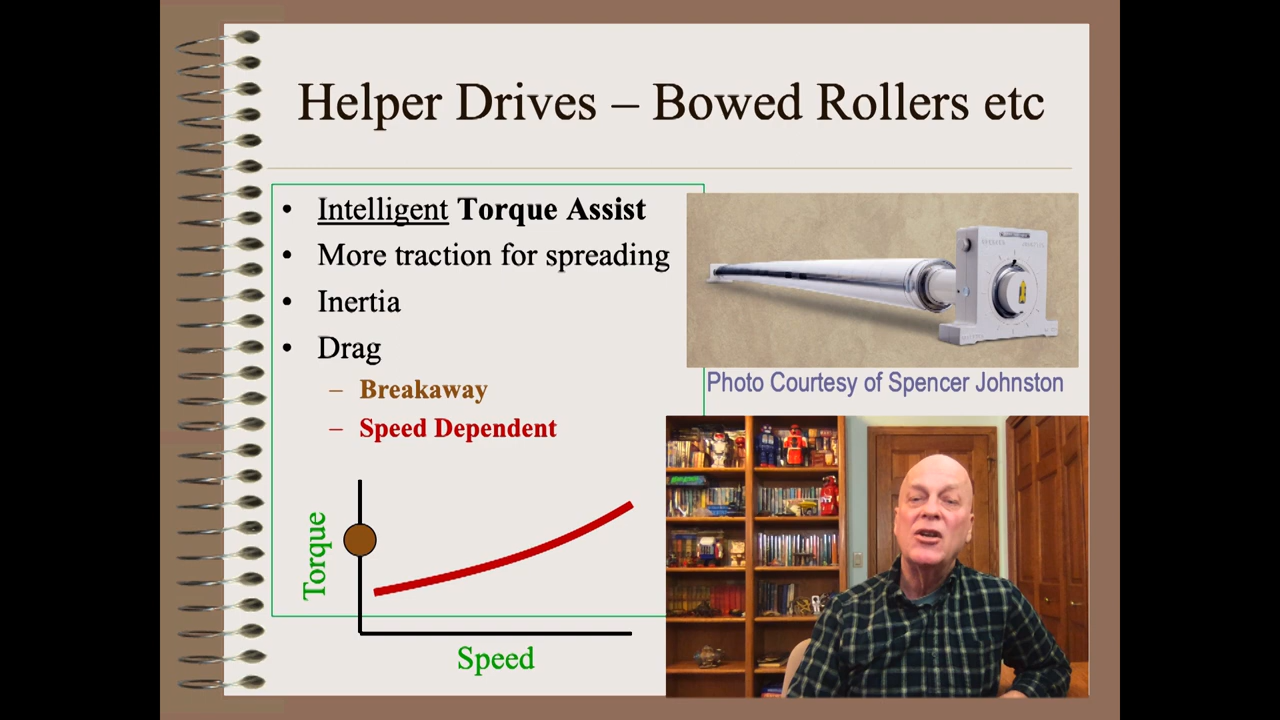 Helper Drives – Bowed Rollers etc
• Intelligent Torque Assist
• More traction for spreading
• Inertia
• Drag
– Breakaway
– Speed Dependent
Photo Courtesy of Spencer Johnston
Torque
Speed